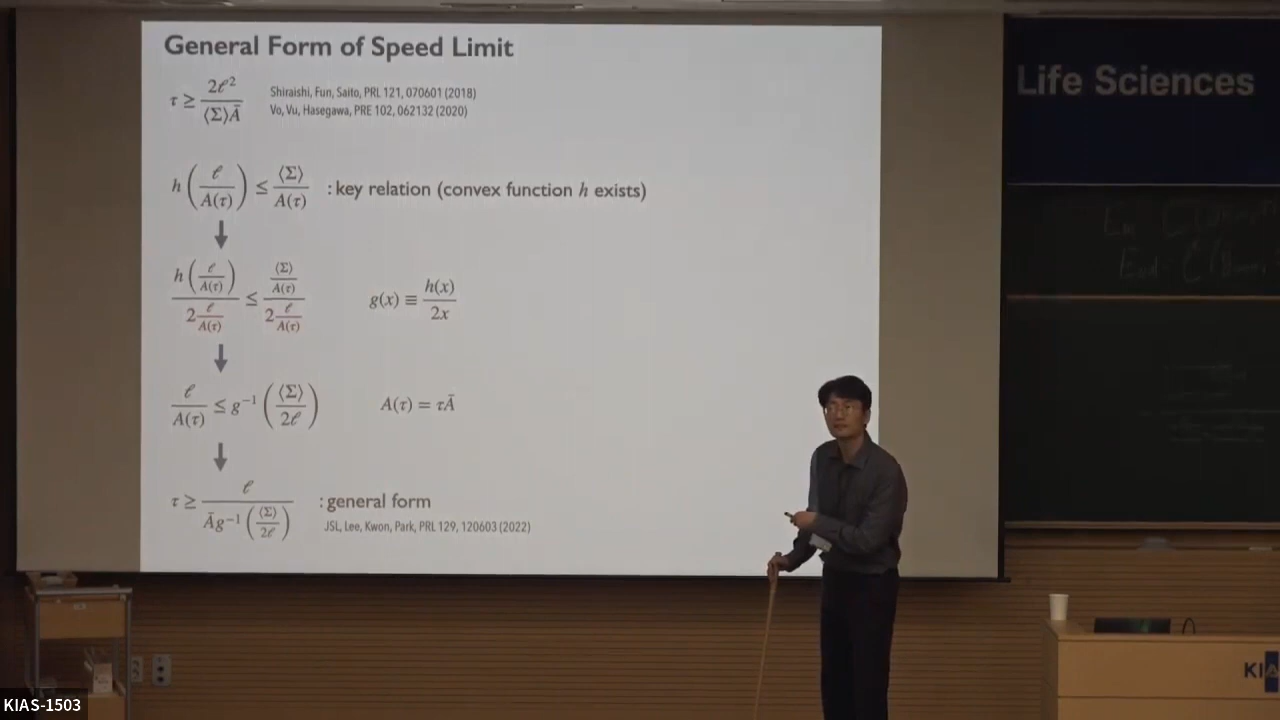 General Form of Speed Limit
τ ≥ 2ℓ² / ⟨Σ⟩Ā
Shiraishi, Fun, Saito, PRL 121, 070601 (2018)
Vo, Vu, Hasegawa, PRE 102, 062132 (2020)
h(ℓ/A(τ)) ≤ ⟨Σ⟩/A(τ) : key relation (convex function h exists)
h(ℓ/A(τ)) / 2 ℓ/A(τ) ≤ ⟨Σ⟩/A(τ) / 2 ℓ/A(τ) g(x) ≡ h(x)/2x
ℓ/A(τ) ≤ g⁻¹(⟨Σ⟩/2ℓ) A(τ) = τĀ
τ ≥ ℓ / Āg⁻¹(⟨Σ⟩/2ℓ) : general form
JSL, Lee, Kwon, Park, PRL 129, 120603 (2022)
Life Sciences
KIA
KIAS-1503